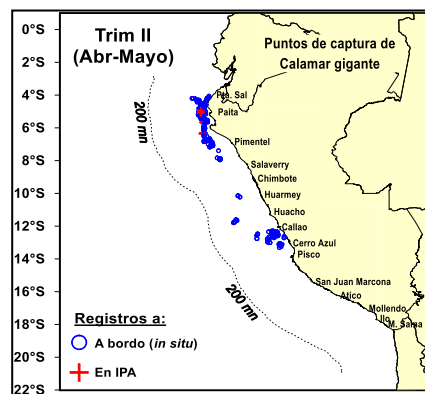 0°S
2°S
4°S
6°S
8°S
10°S
12°S
14°S
16°S
18°S
20°S
22°S
Trim II
(Abr-Mayo)
Puntos de captura de
Calamar gigante
200 mn
Pta. Sal
Paita
Pimentel
Salaverry
Chimbote
Huarmey
Huacho
Callao
Cerro Azul
Pisco
San Juan Marcona
Atico
Mollendo
Ilo
M. Sama
200 mn
Registros a:
A bordo (in situ)
En IPA